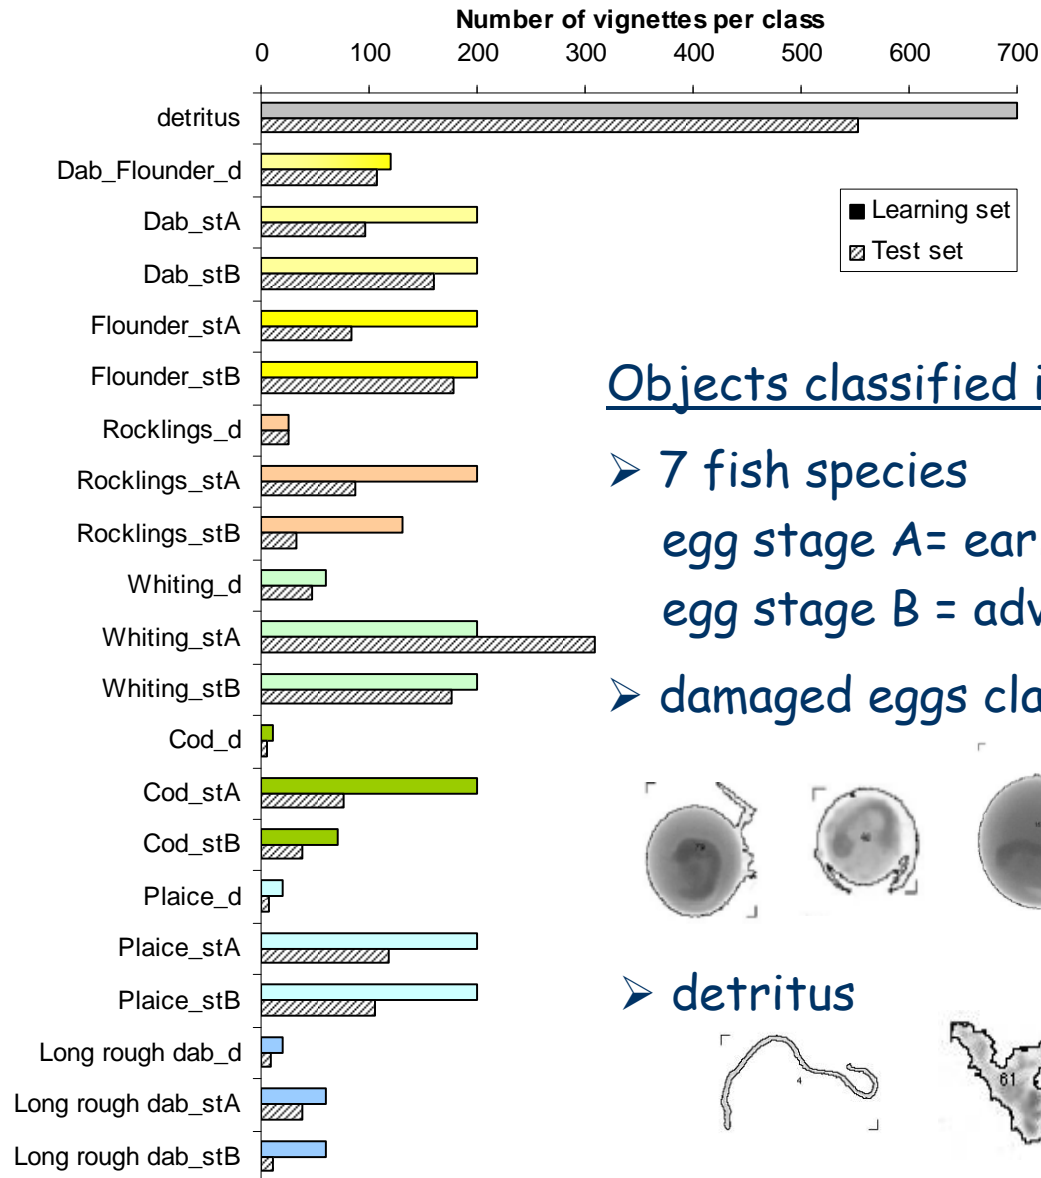 Number of vignettes per class
0 100 200 300 400 500 600 700
detritus
Dab_Flounder_d
Dab_stA
Dab_stB
Flounder_stA
Flounder_stB
Rocklings_d
Rocklings_stA
Rocklings_stB
Whiting_d
Whiting_stA
Whiting_stB
Cod_d
Cod_stA
Cod_stB
Plaice_d
Plaice_stA
Plaice_stB
Long rough dab_d
Long rough dab_stA
Long rough dab_stB
Learning set
Test set
Objects classified i
➢ 7 fish species
egg stage A= ear
egg stage B = adv
➢ damaged eggs cla
➢ detritus
4
61